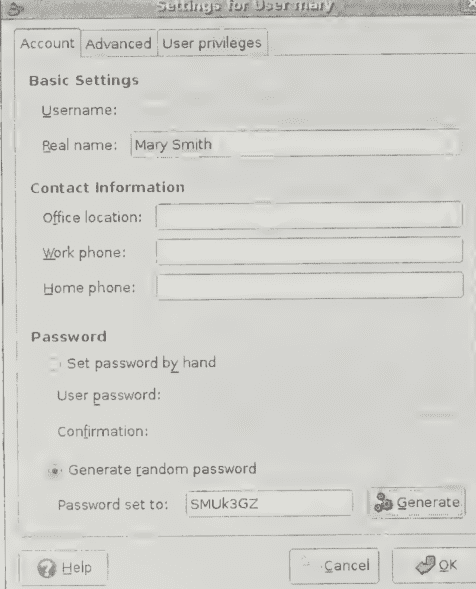 Settings for User mary
Account Advanced User privileges
Basic Settings
Username:
Real name: Mary Smith
Contact Information
Office location:
Work phone:
Home phone:
Password
Set password by hand
User password:
Confirmation:
Generate random password
Password set to: SMUk3GZ Generate
Help Cancel OK